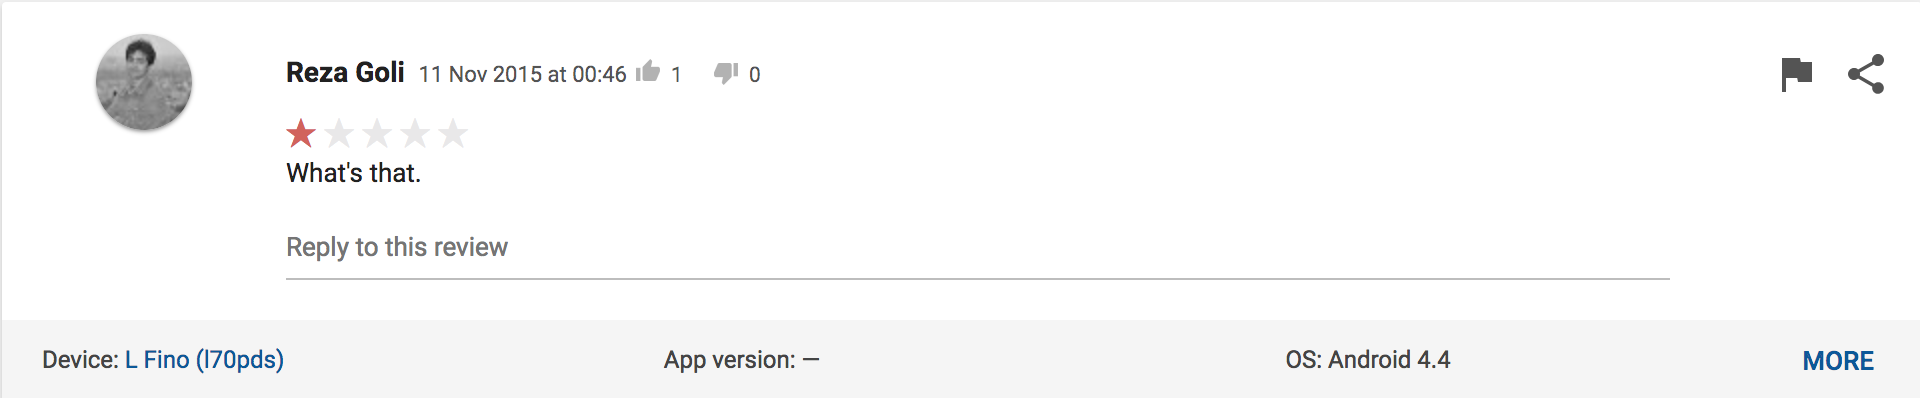 Reza Goli 11 Nov 2015 at 00:46 1 0
What's that.
Reply to this review
Device: L Fino (l70pds) App version: — OS: Android 4.4 MORE